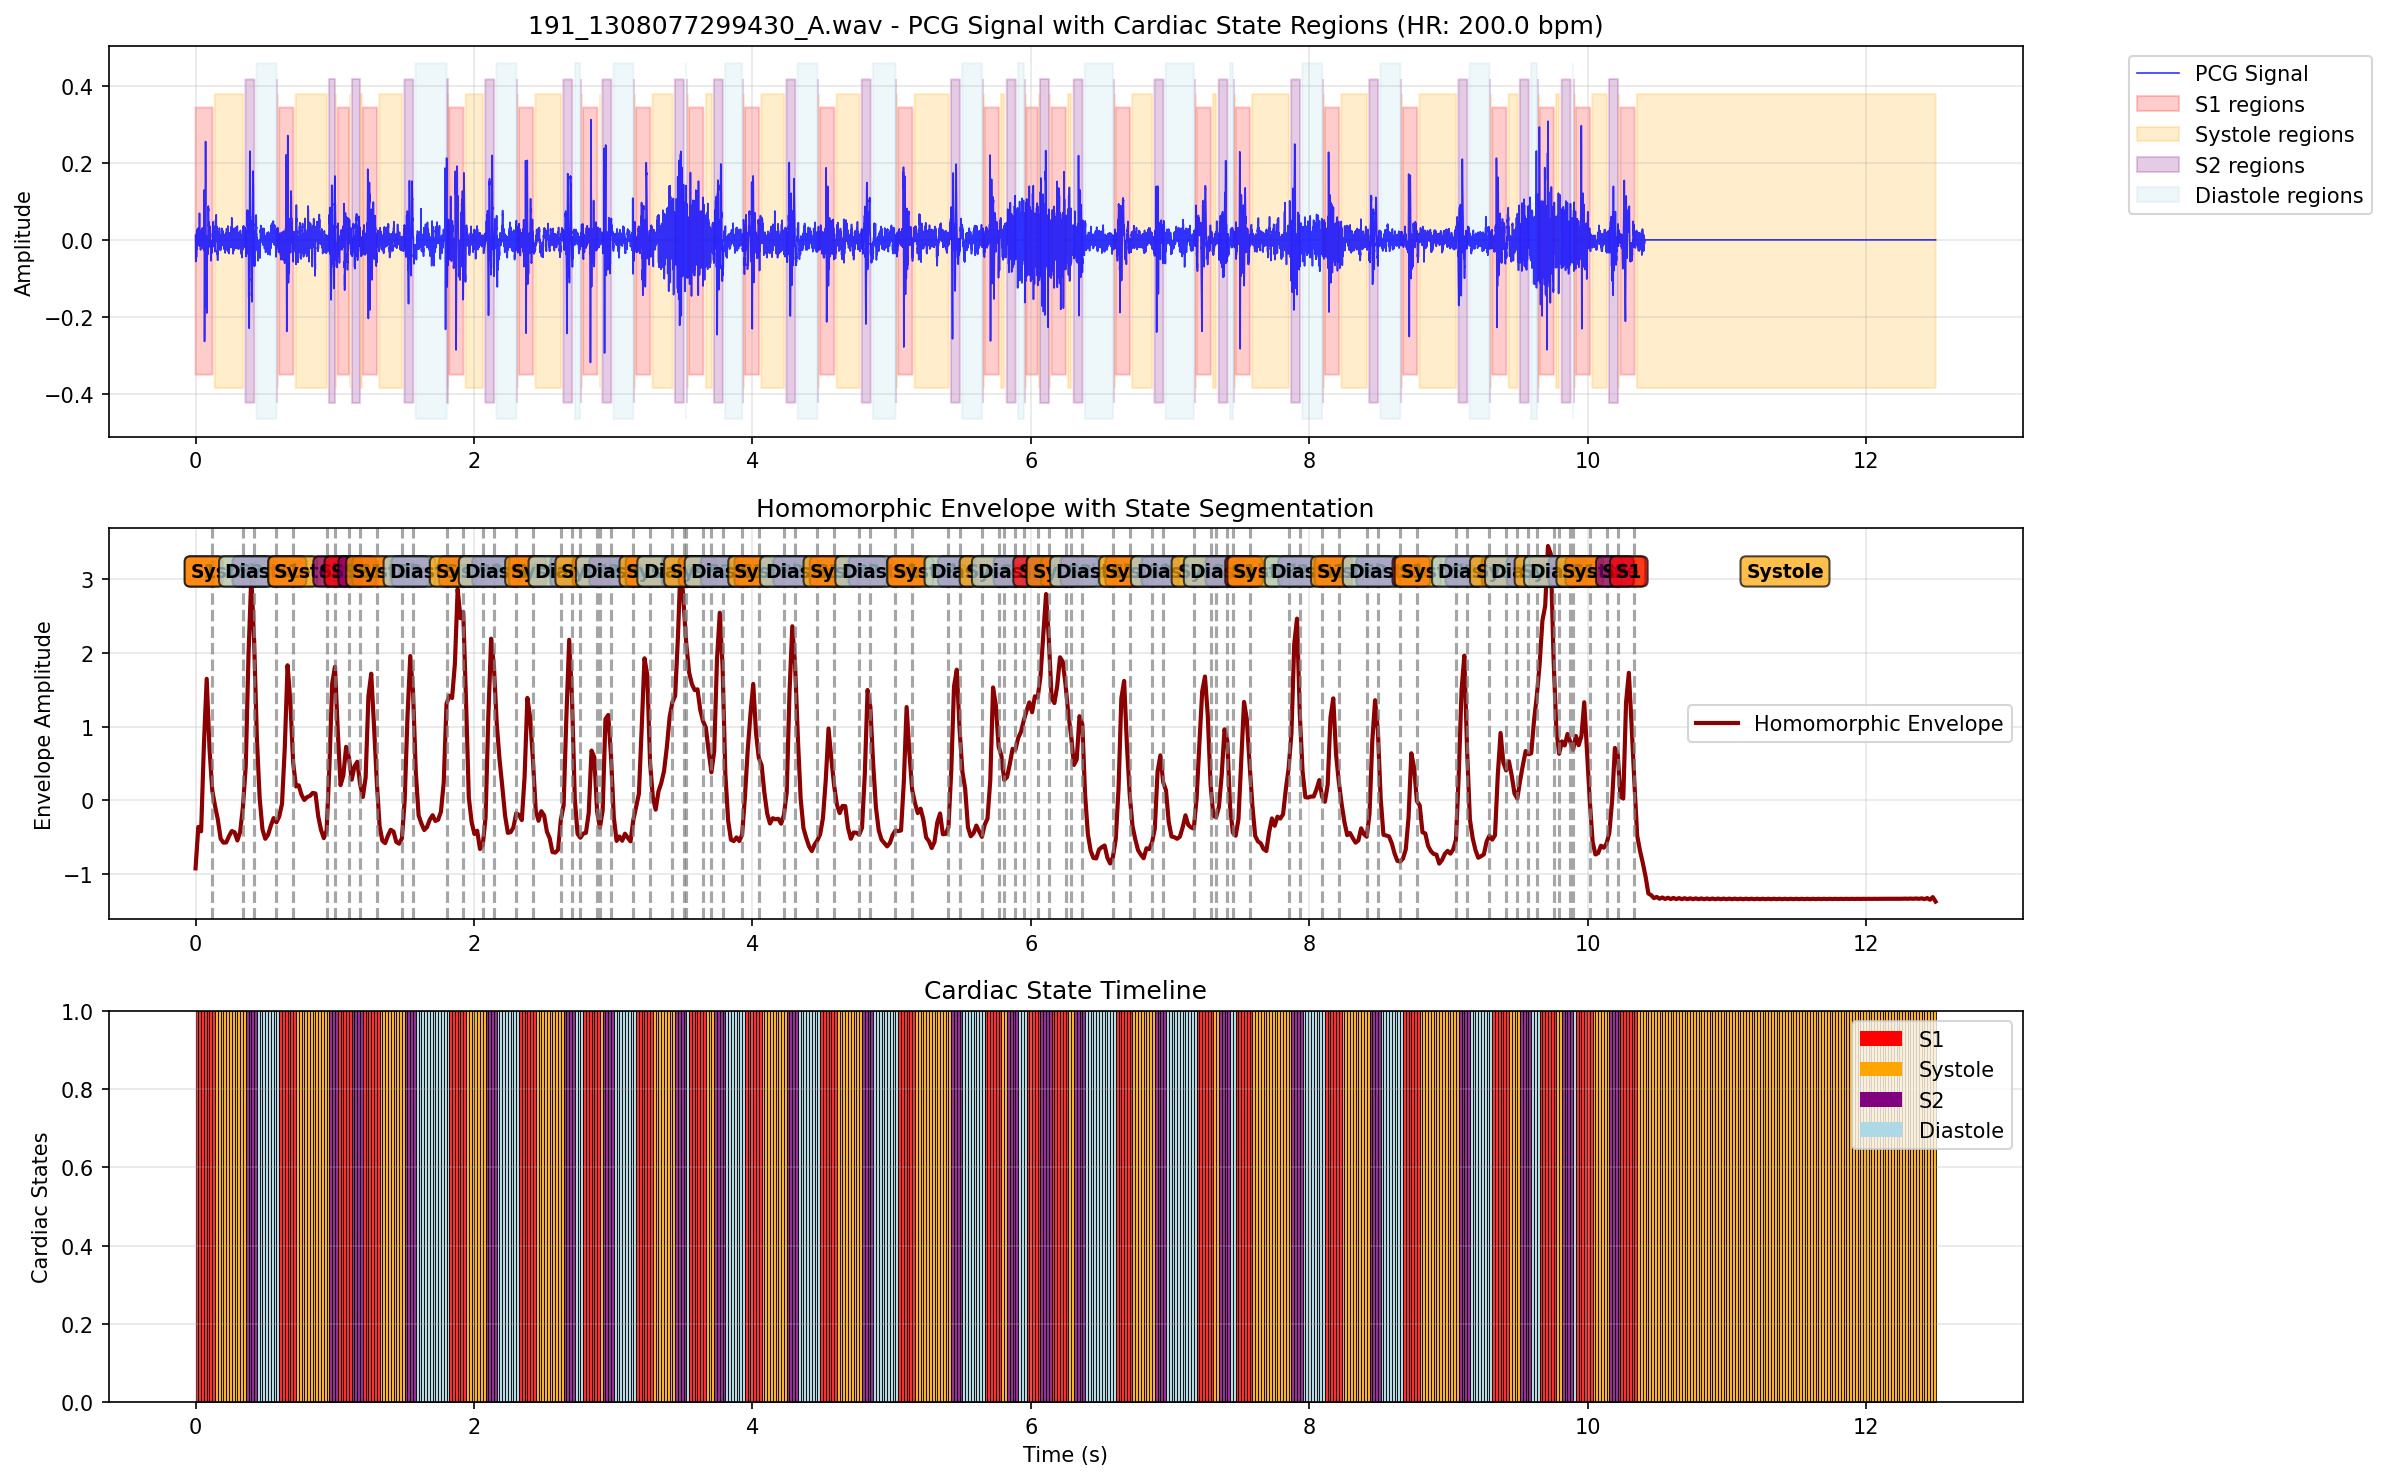 191_1308077299430_A.wav - PCG Signal with Cardiac State Regions (HR: 200.0 bpm)
Amplitude
0.4
0.2
0.0
−0.2
−0.4
0
2
4
6
8
10
12
PCG Signal
S1 regions
Systole regions
S2 regions
Diastole regions
Homomorphic Envelope with State Segmentation
Envelope Amplitude
3
2
1
0
−1
S1
Systole
Homomorphic Envelope
0
2
4
6
8
10
12
Cardiac State Timeline
Cardiac States
1.0
0.8
0.6
0.4
0.2
0.0
S1
Systole
S2
Diastole
0
2
4
6
8
10
12
Time (s)